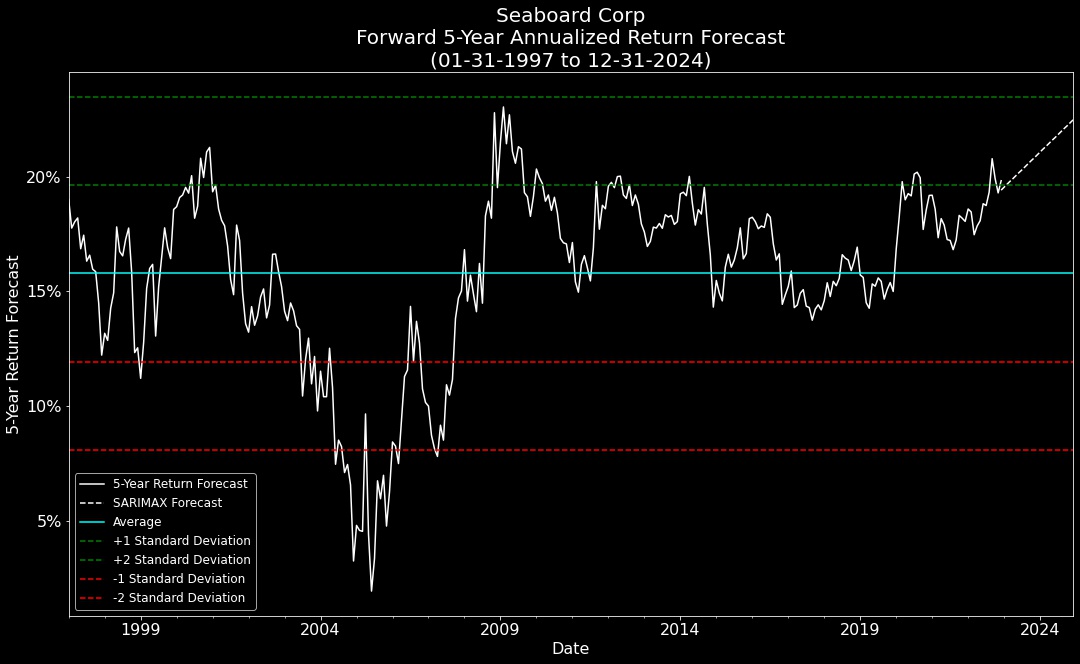 Seaboard Corp
Forward 5-Year Annualized Return Forecast
(01-31-1997 to 12-31-2024)
5-Year Return Forecast
20%
15%
10%
5%
5-Year Return Forecast
SARIMAX Forecast
Average
+1 Standard Deviation
+2 Standard Deviation
-1 Standard Deviation
-2 Standard Deviation
1999 2004 2009 2014 2019 2024
Date